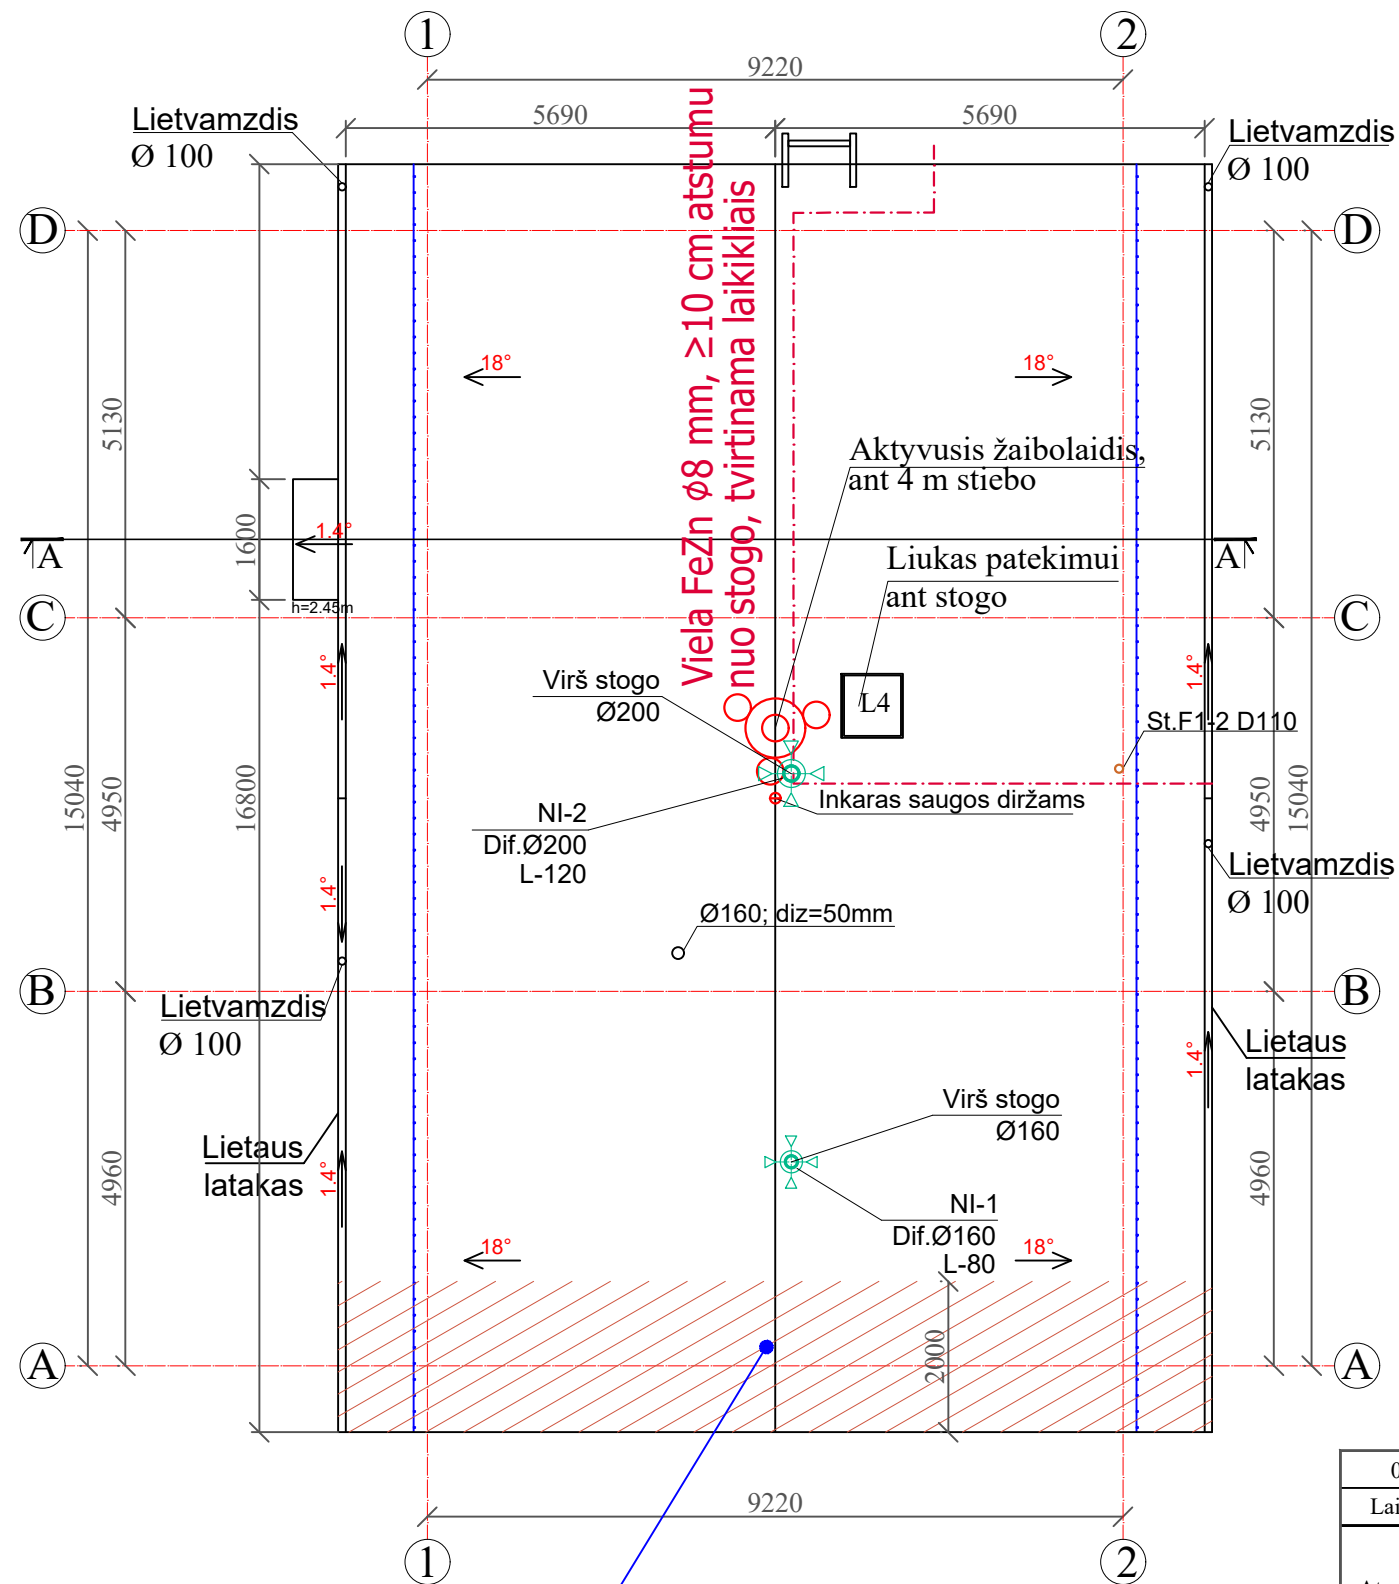 1
2
9220
5690
5690
Lietvamzdis
Ø 100
Lietvamzdis
Ø 100
Viela FeZn ø8 mm, ≥10 cm atstumu
nuo stogo, tvirtinama laikikliais
D
D
18°
18°
5130
5130
Aktyvusis žaibolaidis,
ant 4 m stiebo
1600
1.4°
A
A
Liukas patekimui
ant stogo
h=2.45m
C
C
1.4°
1.4°
Virš stogo
Ø200
L4
St.F1-2 D110
15040
4950
16800
4950
15040
Inkaras saugos diržams
NI-2
Dif.Ø200
L-120
1.4°
Lietvamzdis
Ø 100
Ø160; diz=50mm
B
B
Lietvamzdis
Ø 100
Lietaus
latakas
1.4°
Virš stogo
Ø160
Lietaus
latakas
1.4°
4960
4960
NI-1
Dif.Ø160
L-80
18°
18°
2000
A
A
9220
1
2
0
Lai